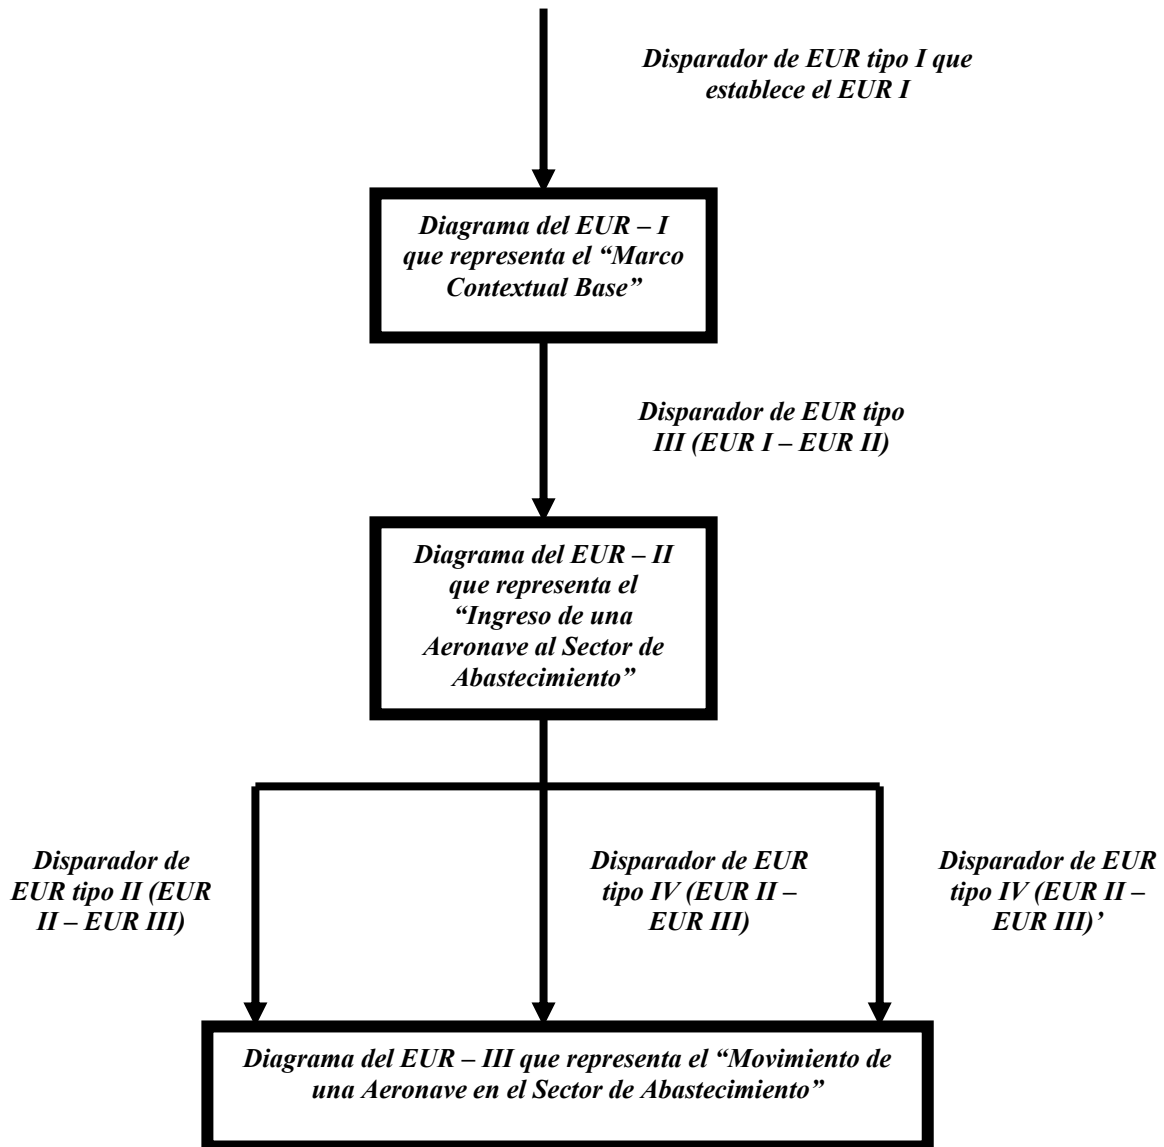 Disparador de EUR tipo I que
establece el EUR I
Diagrama del EUR – I
que representa el “Marco
Contextual Base”
Disparador de EUR tipo
III (EUR I – EUR II)
Diagrama del EUR – II
que representa el
“Ingreso de una
Aeronave al Sector de
Abastecimiento”
Disparador de
EUR tipo II (EUR
II – EUR III)
Disparador de EUR
tipo IV (EUR II –
EUR III)
Disparador de EUR
tipo IV (EUR II –
EUR III)’
Diagrama del EUR – III que representa el “Movimiento de
una Aeronave en el Sector de Abastecimiento”